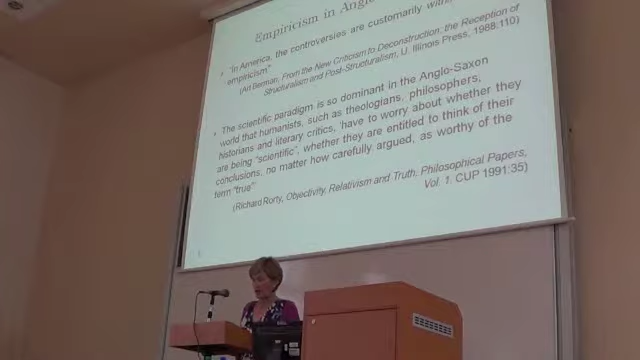 Empiricism in Anglo
"In America, the controversies are customarily within
empiricism"
(Art Berman, From the New Criticism to Deconstruction: the Reception of
Structuralism and Post-Structuralism, U. Illinois Press, 1988:110)
The scientific paradigm is so dominant in the Anglo-Saxon
world that humanists, such as theologians, philosophers,
historians and literary critics, 'have to worry about whether they
are being "scientific", whether they are entitled to think of their
conclusions, no matter how carefully argued, as worthy of the
term "true"'
(Richard Rorty, Objectivity, Relativism and Truth, Philosophical Papers,
Vol. 1. CUP 1991:35)